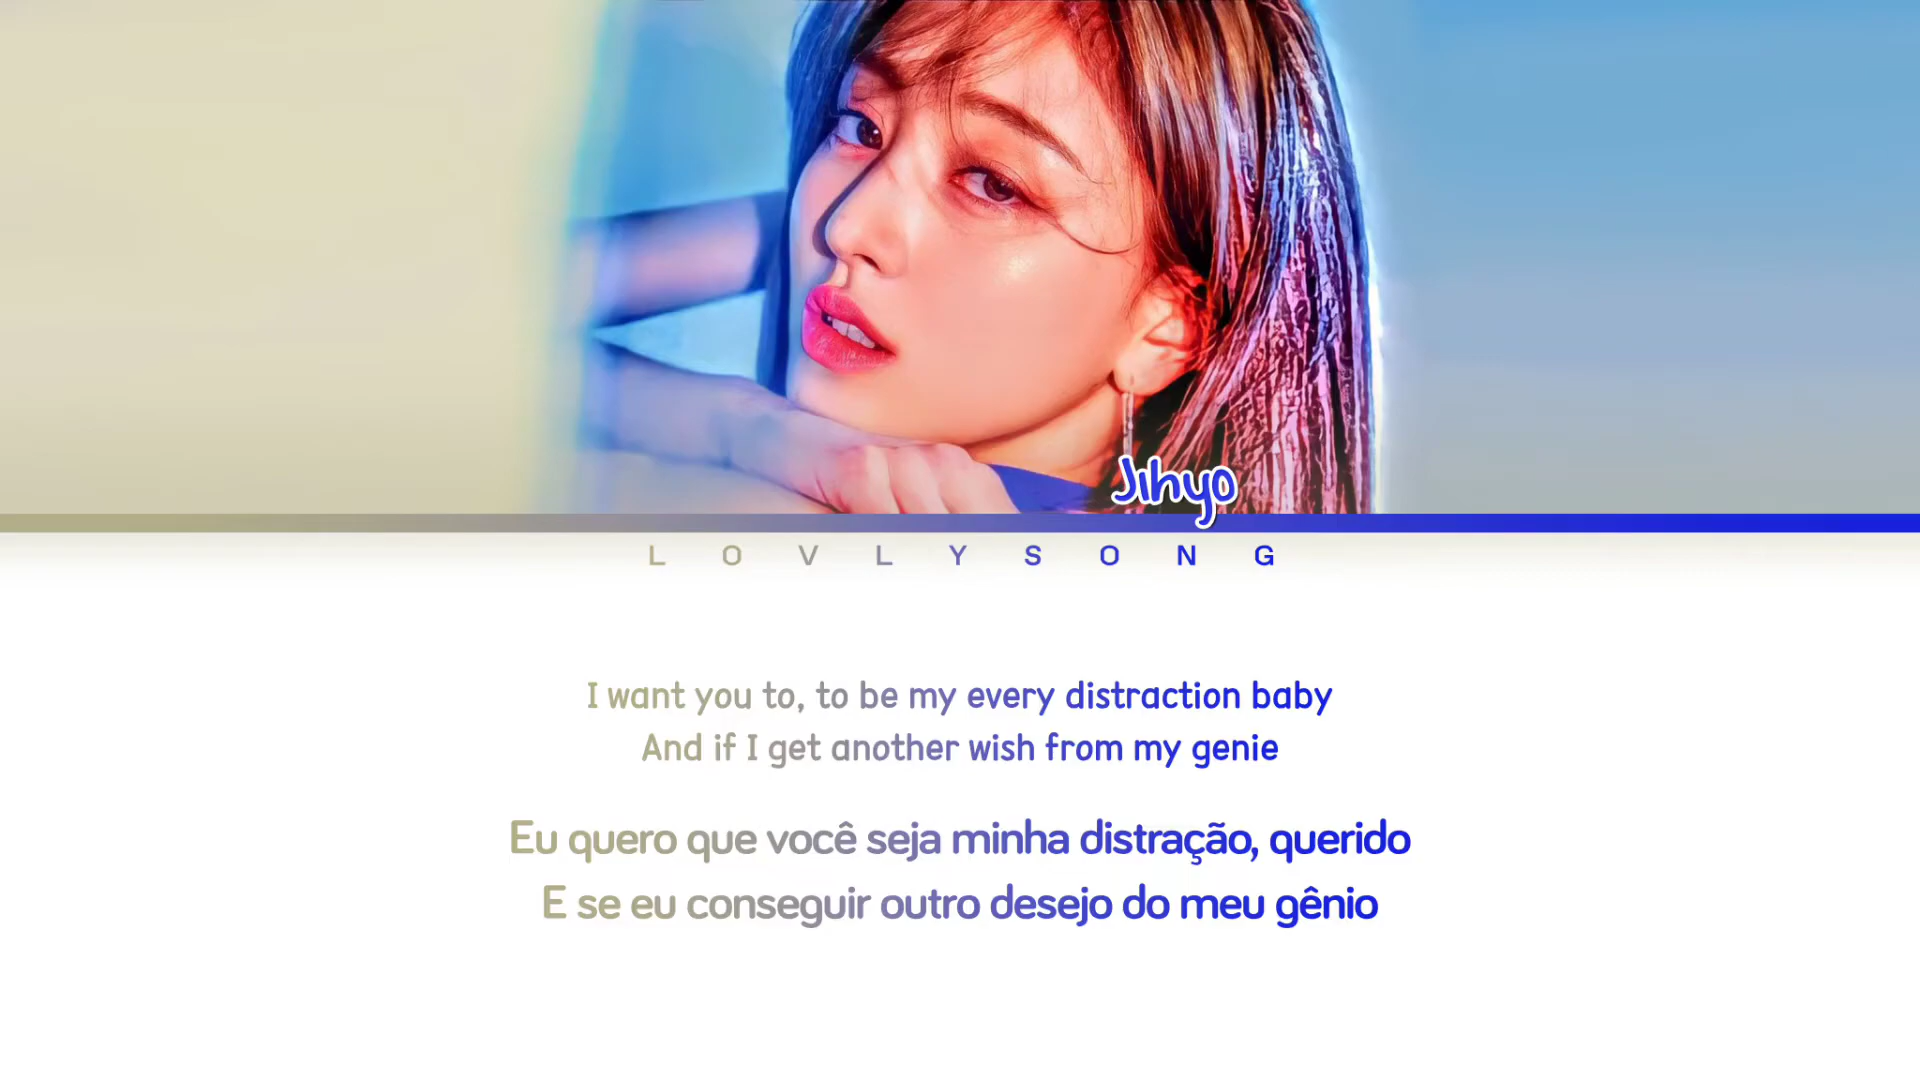 Jihyo
LOVLYSONG
I want you to, to be my every distraction baby
And if I get another wish from my genie
Eu quero que você seja minha distração, querido
E se eu conseguir outro desejo do meu gênio